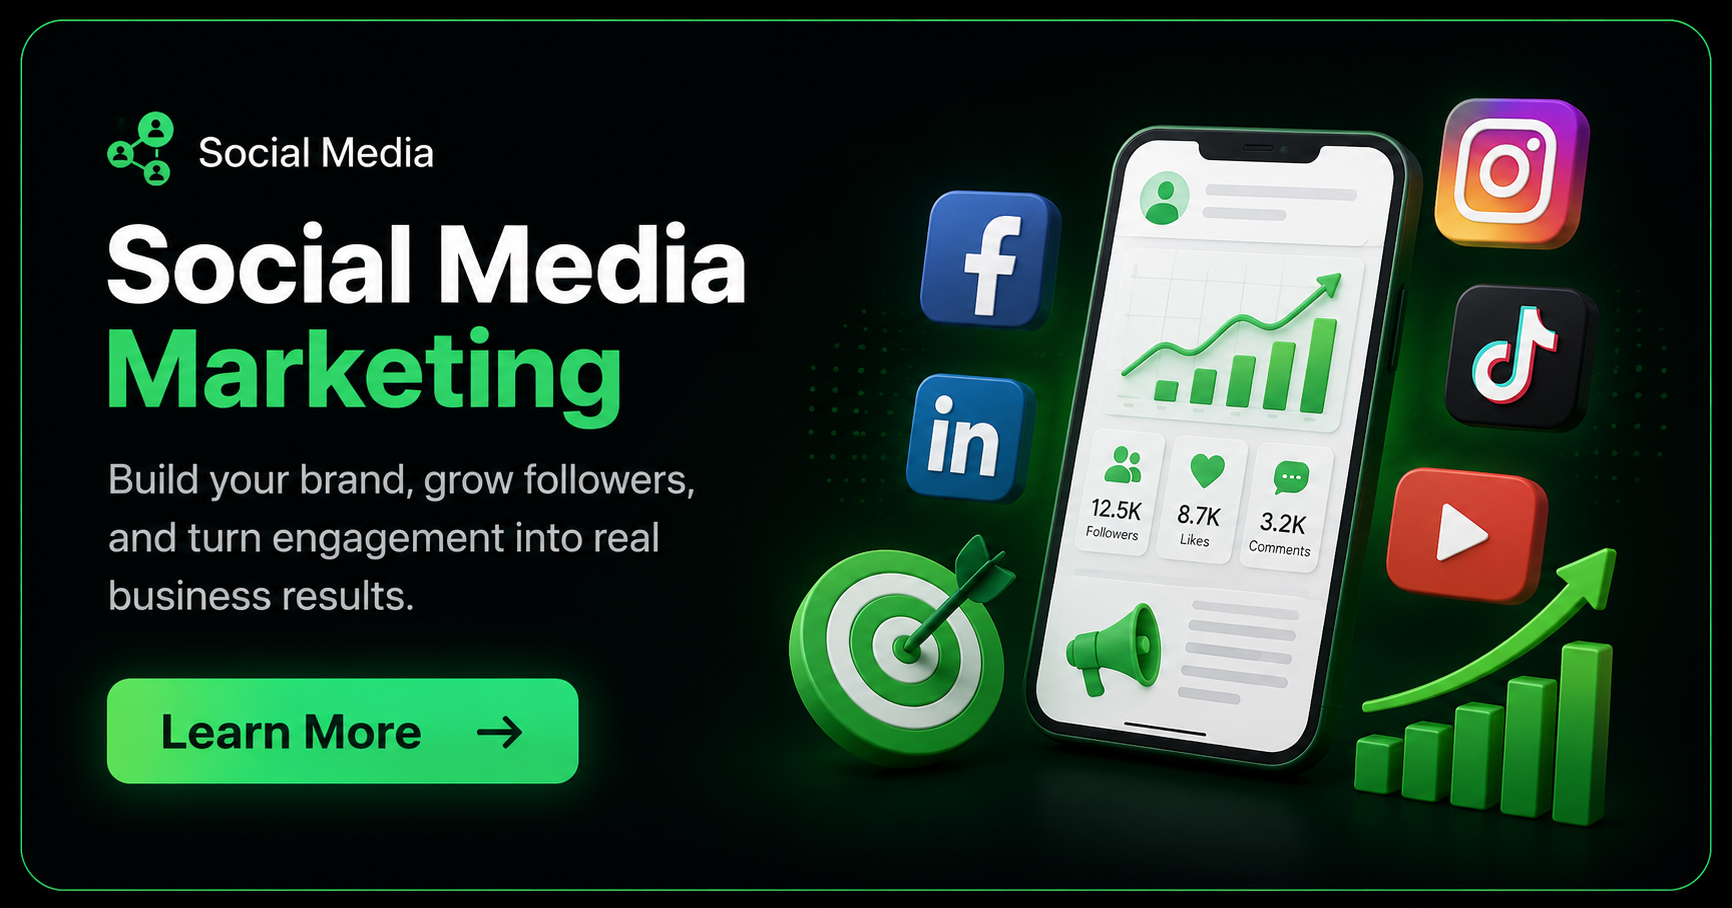 Social Media
Social Media
Marketing
Build your brand, grow followers,
and turn engagement into real
business results.
Learn More →
f
in
12.5K
Followers
8.7K
Likes
3.2K
Comments